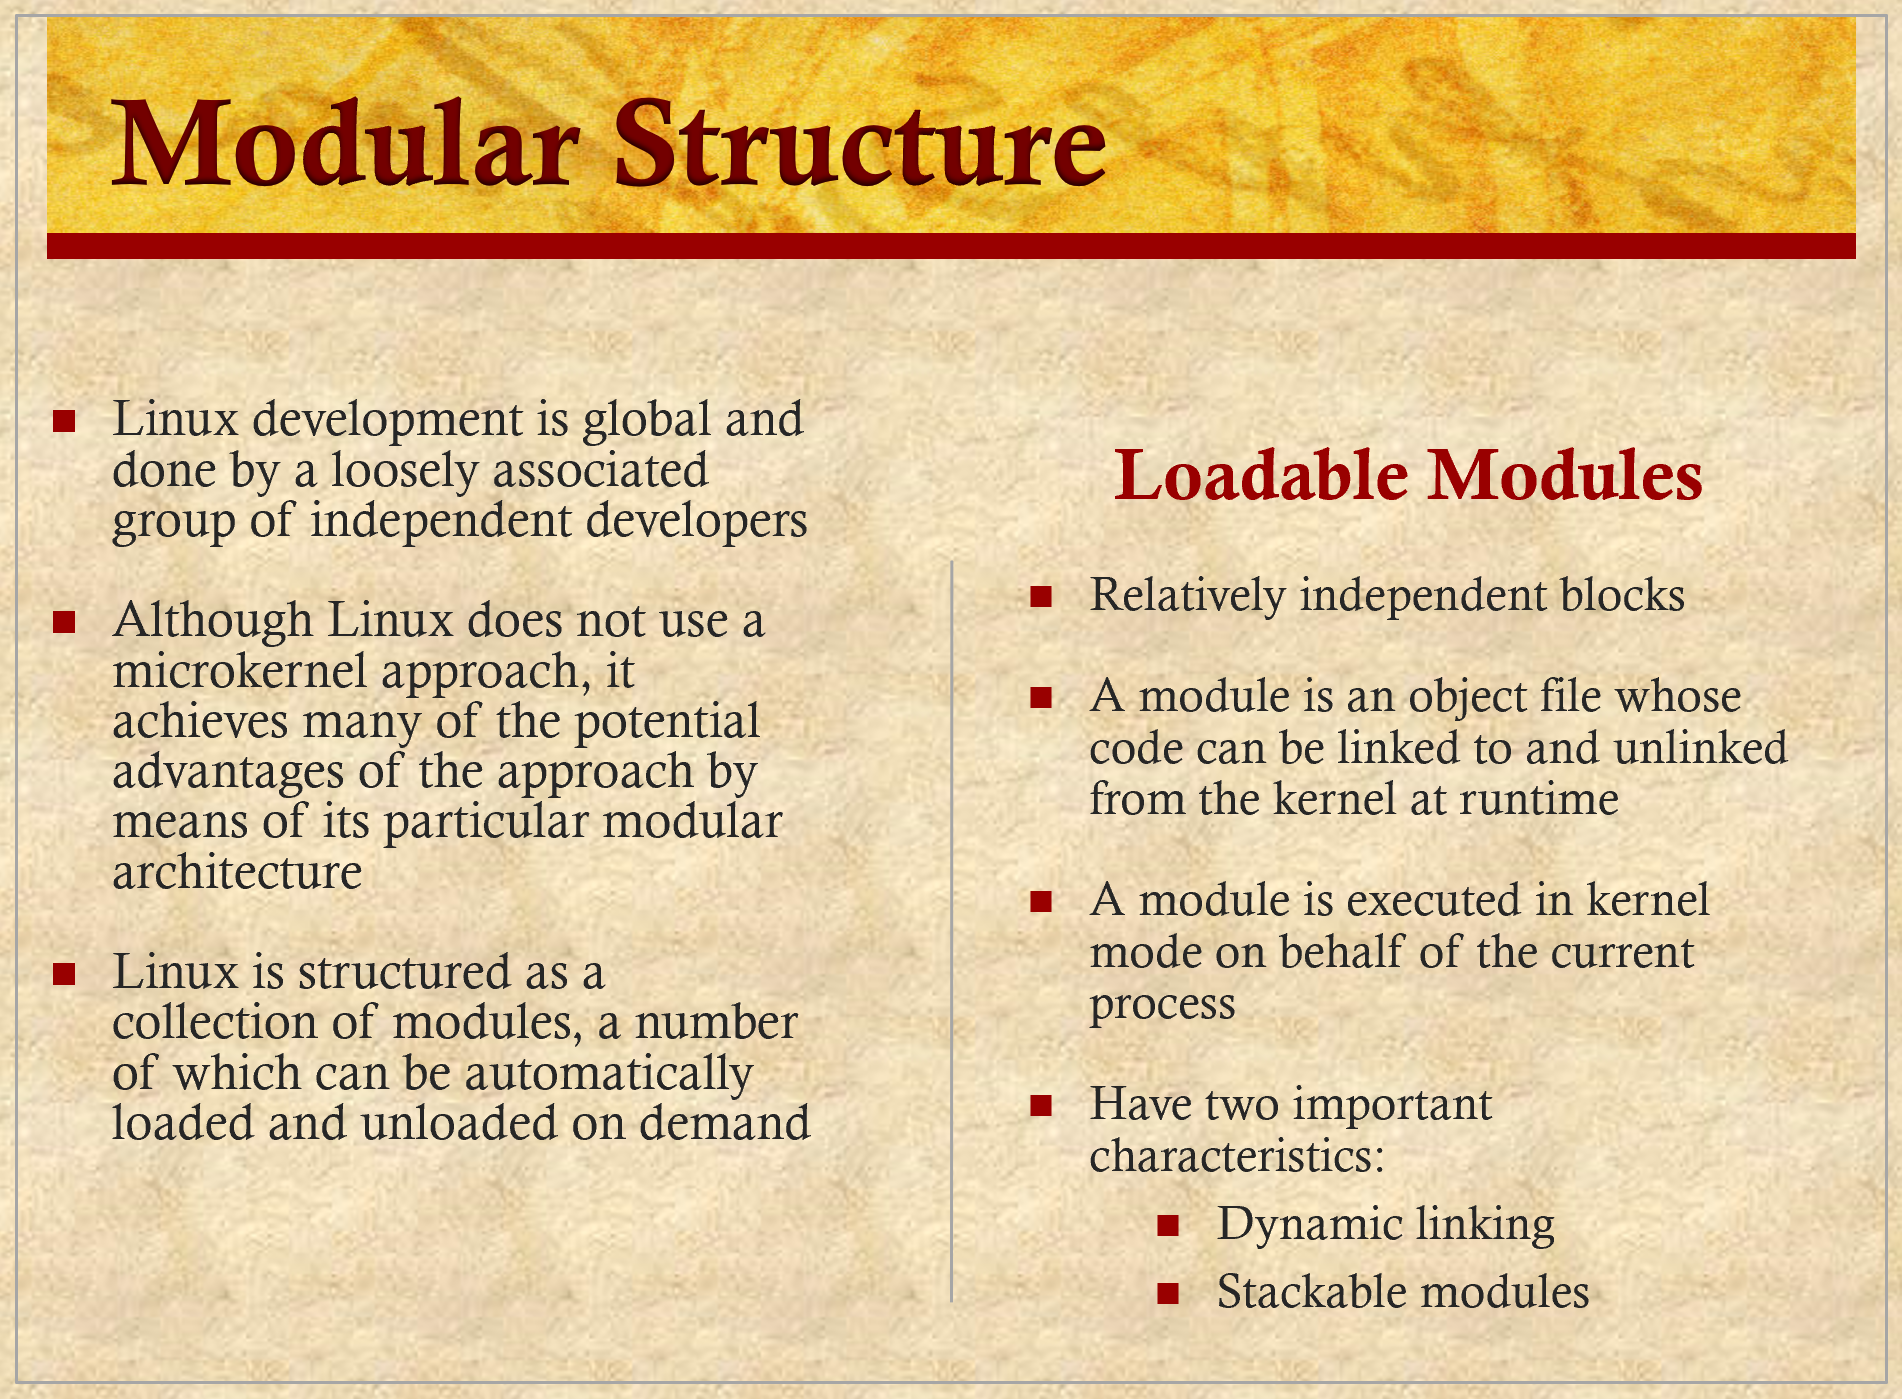 Modular Structure
Linux development is global and
done by a loosely associated
group of independent developers
Although Linux does not use a
microkernel approach, it
achieves many of the potential
advantages of the approach by
means of its particular modular
architecture
Linux is structured as a
collection of modules, a number
of which can be automatically
loaded and unloaded on demand
Loadable Modules
Relatively independent blocks
A module is an object file whose
code can be linked to and unlinked
from the kernel at runtime
A module is executed in kernel
mode on behalf of the current
process
Have two important
characteristics:
Dynamic linking
Stackable modules